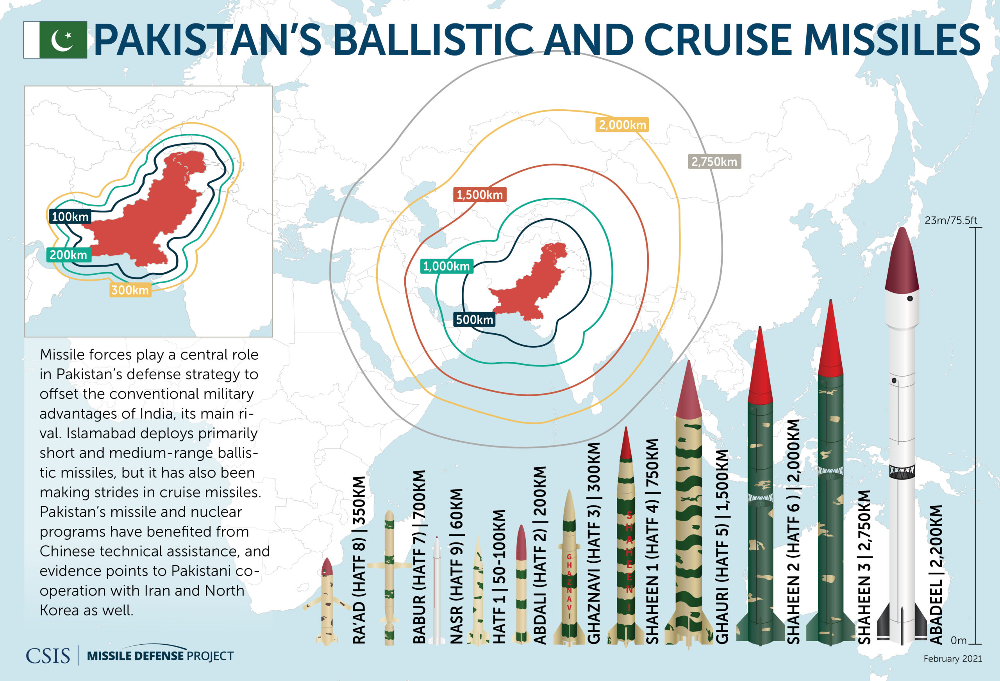 PAKISTAN'S BALLISTIC AND CRUISE MISSILES
100km
200km
300km
2,000km
2,750km
1,500km
1,000km
500km
Missile forces play a central role
in Pakistan's defense strategy to
offset the conventional military
advantages of India, its main ri-
val. Islamabad deploys primarily
short and medium-range ballis-
tic missiles, but it has also been
making strides in cruise missiles.
Pakistan's missile and nuclear
programs have benefited from
Chinese technical assistance, and
evidence points to Pakistani co-
operation with Iran and North
Korea as well.
RA'AD (HATF 8) | 350KM
BABUR (HATF 7) | 700KM
NASR (HATF 9) | 60KM
HATF 1 | 50-100KM
ABDALI (HATF 2) | 200KM
GHAZNAVI
GHAZNAVI (HATF 3) | 300KM
SHAHEEN I
SHAHEEN 1 (HATF 4) | 750KM
GHAURI (HATF 5) | 1,500KM
SHAHEEN 2 (HATF 6 ) | 2,000KM
SHAHEEN 3 | 2,750KM
ABADEEL | 2,200KM
23m/75.5ft
0m
February 2021
CSIS | MISSILE DEFENSE PROJECT